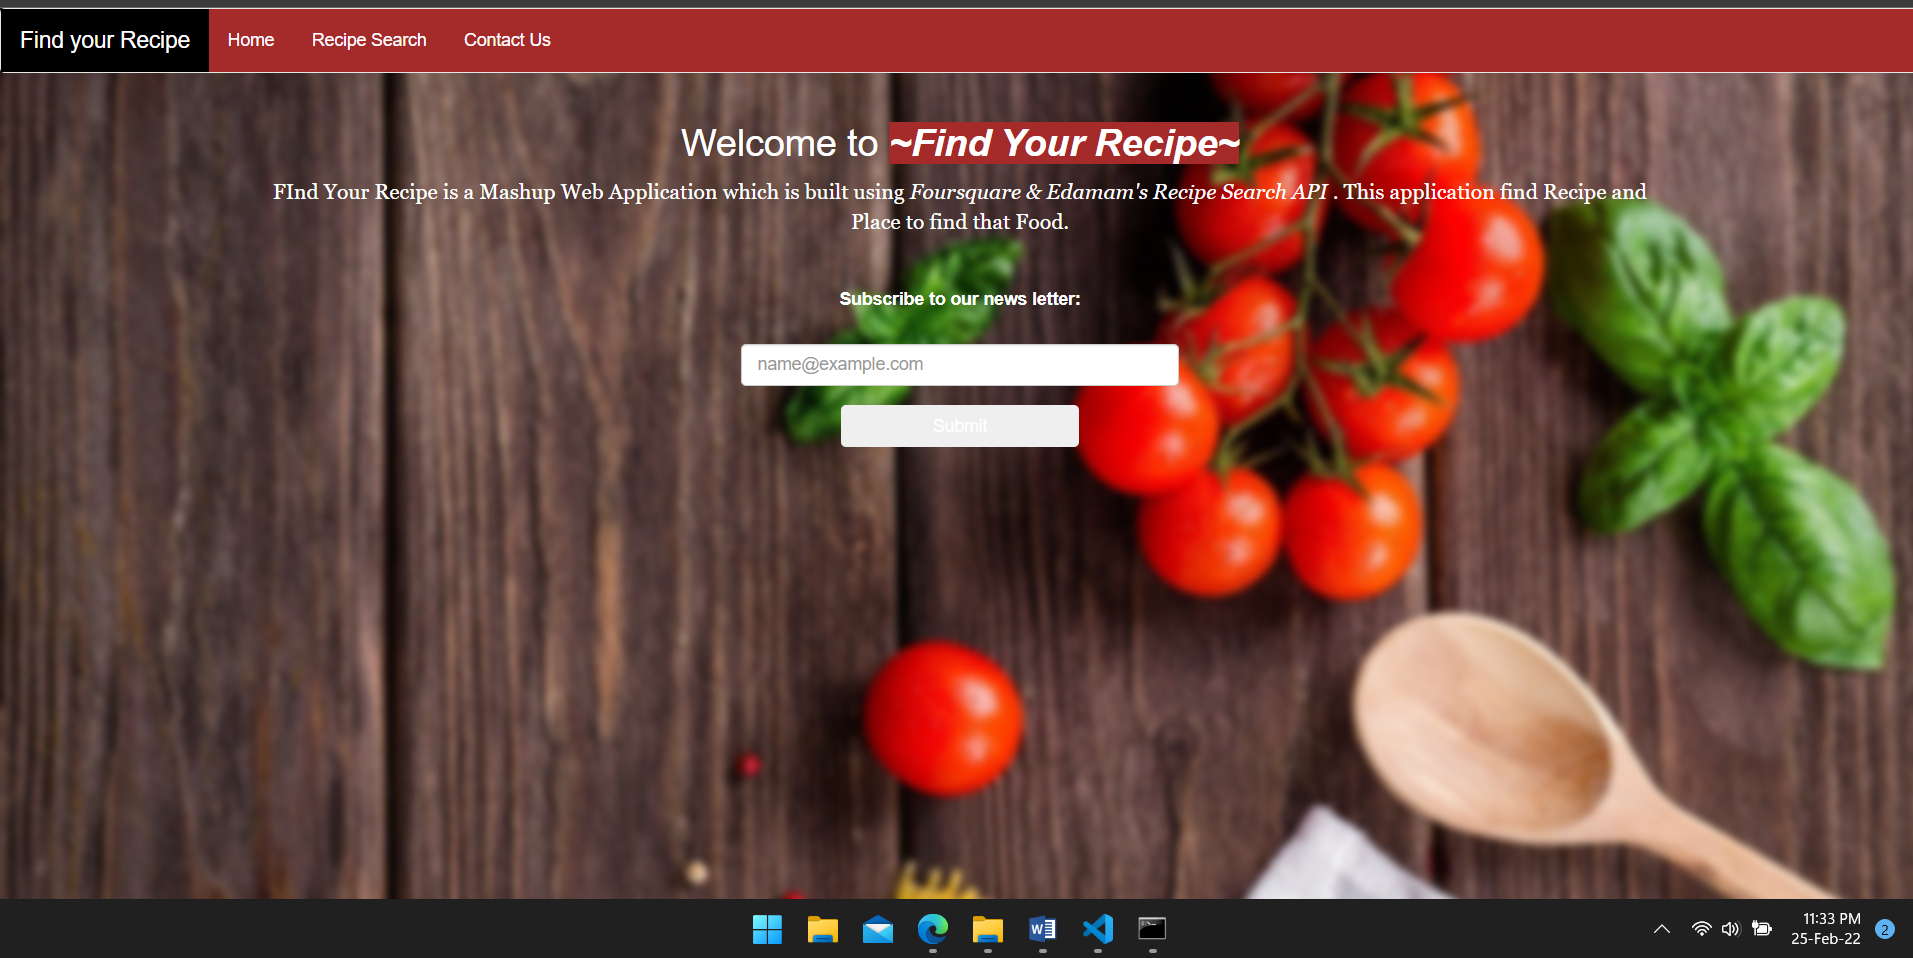 Find your Recipe Home Recipe Search Contact Us
Welcome to ~Find Your Recipe~
FInd Your Recipe is a Mashup Web Application which is built using Foursquare & Edamam's Recipe Search API . This application find Recipe and
Place to find that Food.
Subscribe to our news letter:
name@example.com
Submit
11:33 PM
25-Feb-22
2